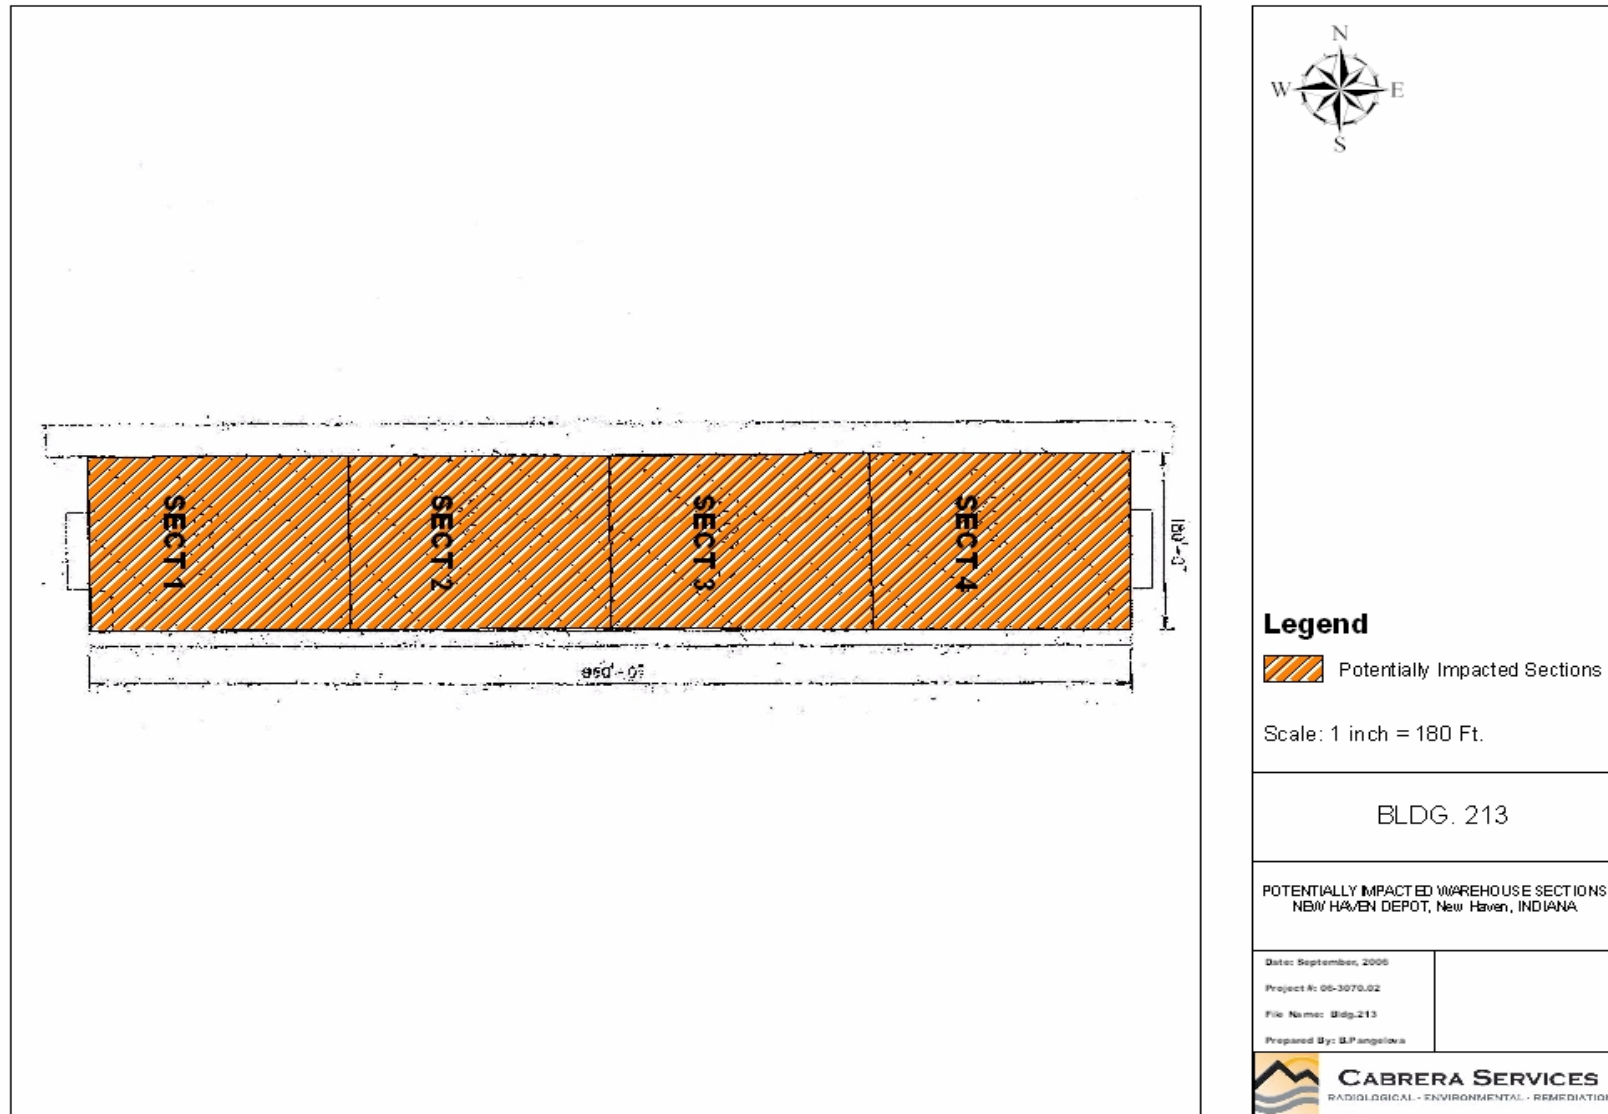 N
W E
S
SECT 1
SECT 2
SECT 3
SECT 4
180'-0"
960'-0"
Legend
Potentially Impacted Sections
Scale: 1 inch = 180 Ft.
BLDG. 213
POTENTIALLY IMPACTED WAREHOUSE SECTIONS
NEW HAVEN DEPOT, New Haven, INDIANA
Date: September, 2006
Project #: 06-3070.02
File Name: Bldg.213
Prepared By: B.Pangelova
CABRERA SERVICES
RADIOLOGICAL · ENVIRONMENTAL · REMEDIATION